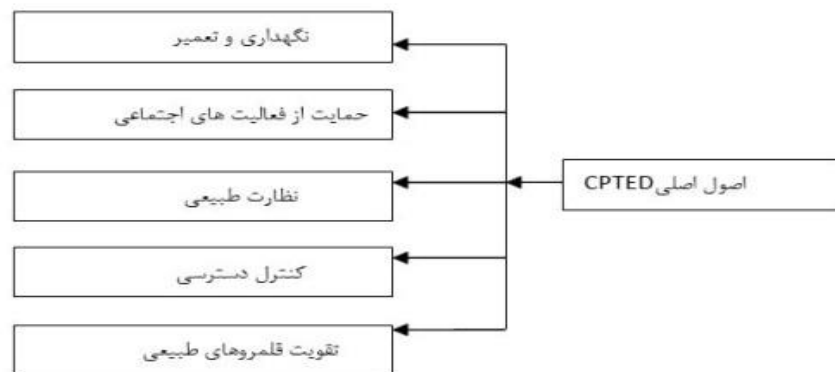 نگهداری و تعمیر
حمایت از فعالیت های اجتماعی
نظارت طبیعی
اصول اصلیCPTED
کنترل دسترسی
تقویت قلمروهای طبیعی